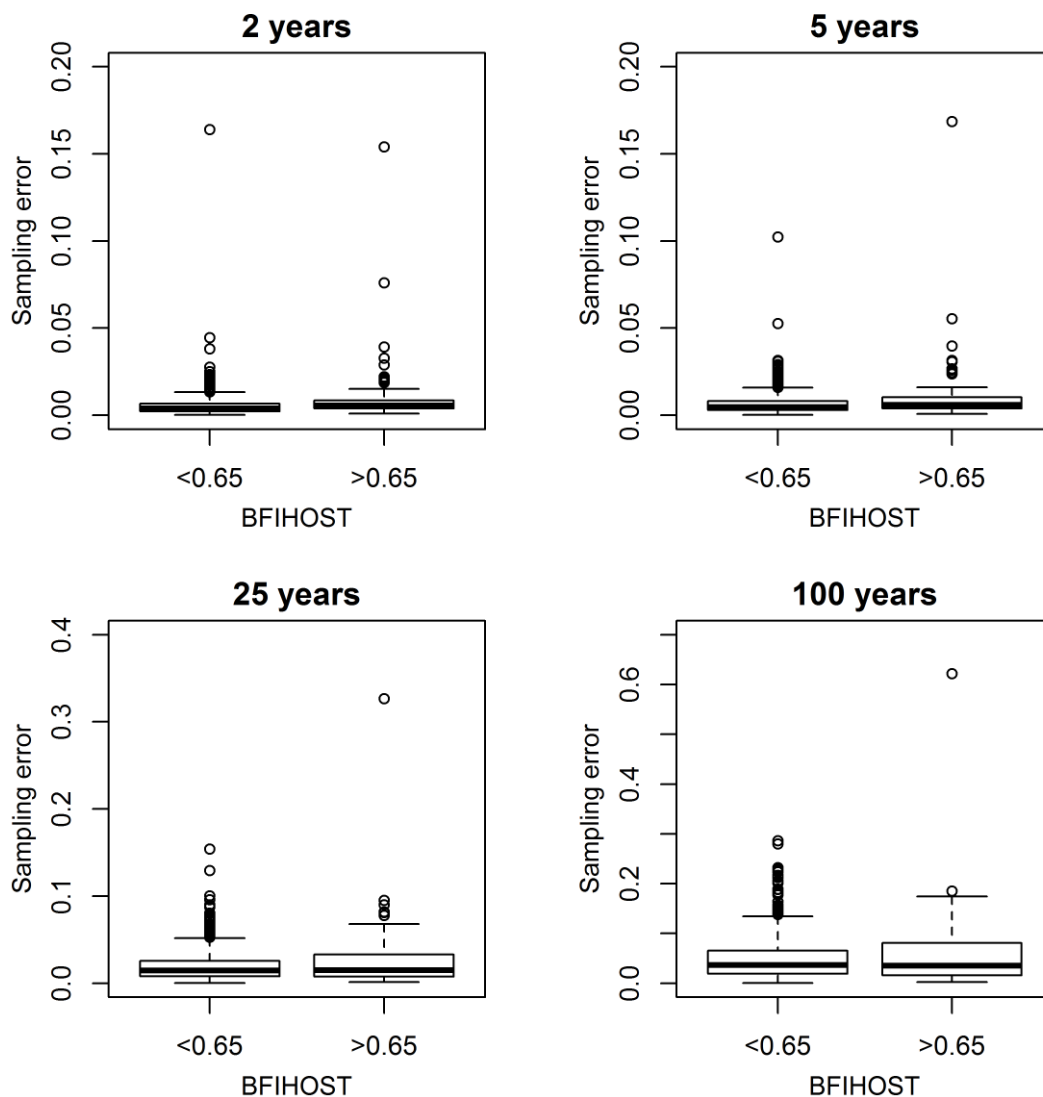 2 years
Sampling error
0.20
0.15
0.10
0.05
0.00
<0.65 >0.65
BFIHOST
5 years
Sampling error
0.20
0.15
0.10
0.05
0.00
<0.65 >0.65
BFIHOST
25 years
Sampling error
0.4
0.3
0.2
0.1
0.0
<0.65 >0.65
BFIHOST
100 years
Sampling error
0.6
0.4
0.2
0.0
<0.65 >0.65
BFIHOST